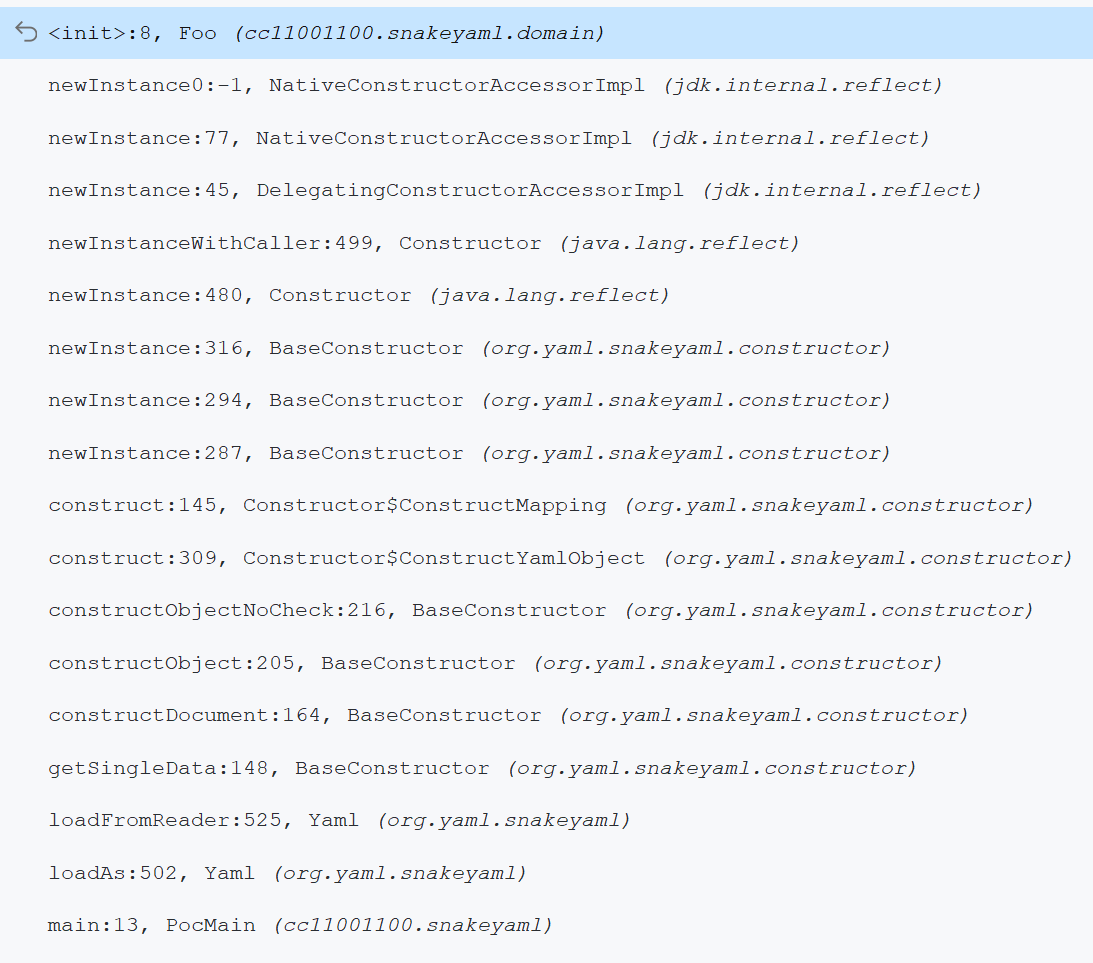 <init>:8, Foo (cc11001100.snakeyaml.domain)
newInstance0:-1, NativeConstructorAccessorImpl (jdk.internal.reflect)
newInstance:77, NativeConstructorAccessorImpl (jdk.internal.reflect)
newInstance:45, DelegatingConstructorAccessorImpl (jdk.internal.reflect)
newInstanceWithCaller:499, Constructor (java.lang.reflect)
newInstance:480, Constructor (java.lang.reflect)
newInstance:316, BaseConstructor (org.yaml.snakeyaml.constructor)
newInstance:294, BaseConstructor (org.yaml.snakeyaml.constructor)
newInstance:287, BaseConstructor (org.yaml.snakeyaml.constructor)
construct:145, Constructor$ConstructMapping (org.yaml.snakeyaml.constructor)
construct:309, Constructor$ConstructYamlObject (org.yaml.snakeyaml.constructor)
constructObjectNoCheck:216, BaseConstructor (org.yaml.snakeyaml.constructor)
constructObject:205, BaseConstructor (org.yaml.snakeyaml.constructor)
constructDocument:164, BaseConstructor (org.yaml.snakeyaml.constructor)
getSingleData:148, BaseConstructor (org.yaml.snakeyaml.constructor)
loadFromReader:525, Yaml (org.yaml.snakeyaml)
loadAs:502, Yaml (org.yaml.snakeyaml)
main:13, PocMain (cc11001100.snakeyaml)